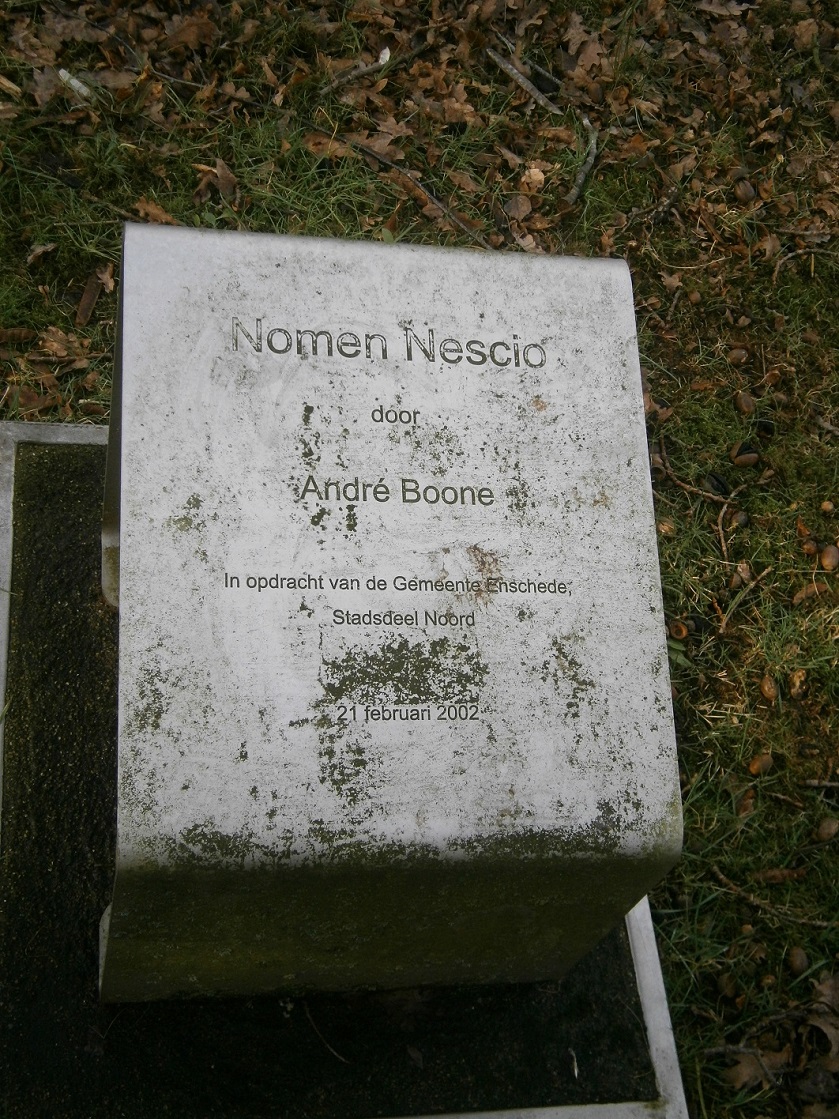 Nomen Nescio
door
André Boone
In opdracht van de Gemeente Enschede,
Stadsdeel Noord
21 februari 2002